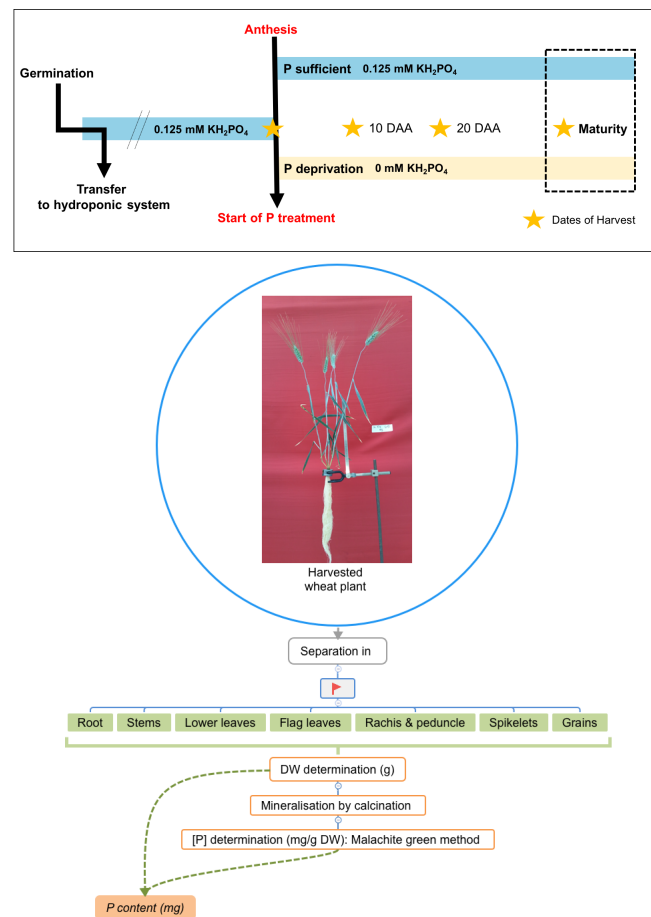 Anthesis
P sufficient 0.125 mM KH₂PO₄
Germination
0.125 mM KH₂PO₄
10 DAA
20 DAA
Maturity
P deprivation 0 mM KH₂PO₄
Transfer
to hydroponic system
Start of P treatment
Dates of Harvest
Harvested
wheat plant
Separation in
Root
Stems
Lower leaves
Flag leaves
Rachis & peduncle
Spikelets
Grains
DW determination (g)
Mineralisation by calcination
[P] determination (mg/g DW): Malachite green method
P content (mg)